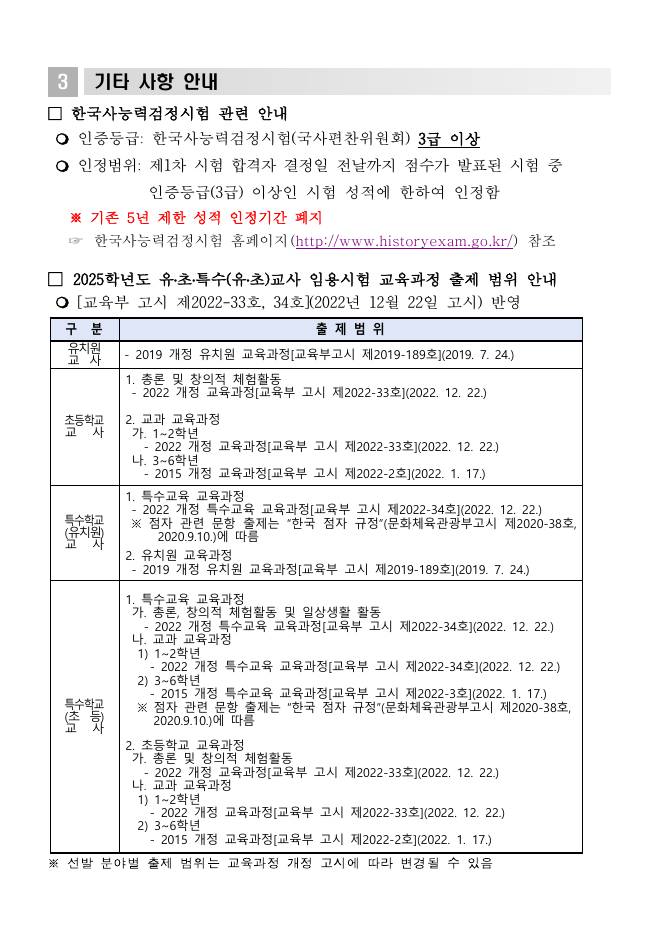 3 기타 사항 안내
□ 한국사능력검정시험 관련 안내
❍ 인증등급: 한국사능력검정시험(국사편찬위원회) 3급 이상
❍ 인정범위: 제1차 시험 합격자 결정일 전날까지 점수가 발표된 시험 중
인증등급(3급) 이상인 시험 성적에 한하여 인정함
※ 기존 5년 제한 성적 인정기간 폐지
☞ 한국사능력검정시험 홈페이지(http://www.historyexam.go.kr/) 참조
□ 2025학년도 유·초·특수(유·초)교사 임용시험 교육과정 출제 범위 안내
❍ [교육부 고시 제2022-33호, 34호](2022년 12월 22일 고시) 반영
구 분 출 제 범 위
유치원
교 사
- 2019 개정 유치원 교육과정[교육부고시 제2019-189호](2019. 7. 24.)
초등학교
교 사
1. 총론 및 창의적 체험활동
- 2022 개정 교육과정[교육부 고시 제2022-33호](2022. 12. 22.)
2. 교과 교육과정
가. 1~2학년
- 2022 개정 교육과정[교육부 고시 제2022-33호](2022. 12. 22.)
나. 3~6학년
- 2015 개정 교육과정[교육부 고시 제2022-2호](2022. 1. 17.)
특수학교
(유치원)
교 사
1. 특수교육 교육과정
- 2022 개정 특수교육 교육과정[교육부 고시 제2022-34호](2022. 12. 22.)
※ 점자 관련 문항 출제는 “한국 점자 규정”(문화체육관광부고시 제2020-38호,
2020.9.10.)에 따름
2. 유치원 교육과정
- 2019 개정 유치원 교육과정[교육부고시 제2019-189호](2019. 7. 24.)
특수학교
(초 등)
교 사
1. 특수교육 교육과정
가. 총론, 창의적 체험활동 및 일상생활 활동
- 2022 개정 특수교육 교육과정[교육부 고시 제2022-34호](2022. 12. 22.)
나. 교과 교육과정
1) 1~2학년
- 2022 개정 특수교육 교육과정[교육부 고시 제2022-34호](2022. 12. 22.)
2) 3~6학년
- 2015 개정 특수교육 교육과정[교육부 고시 제2022-3호](2022. 1. 17.)
※ 점자 관련 문항 출제는 “한국 점자 규정”(문화체육관광부고시 제2020-38호,
2020.9.10.)에 따름
2. 초등학교 교육과정
가. 총론 및 창의적 체험활동
- 2022 개정 교육과정[교육부 고시 제2022-33호](2022. 12. 22.)
나. 교과 교육과정
1) 1~2학년
- 2022 개정 교육과정[교육부 고시 제2022-33호](2022. 12. 22.)
2) 3~6학년
- 2015 개정 교육과정[교육부 고시 제2022-2호](2022. 1. 17.)
※ 선발 분야별 출제 범위는 교육과정 개정 고시에 따라 변경될 수 있음